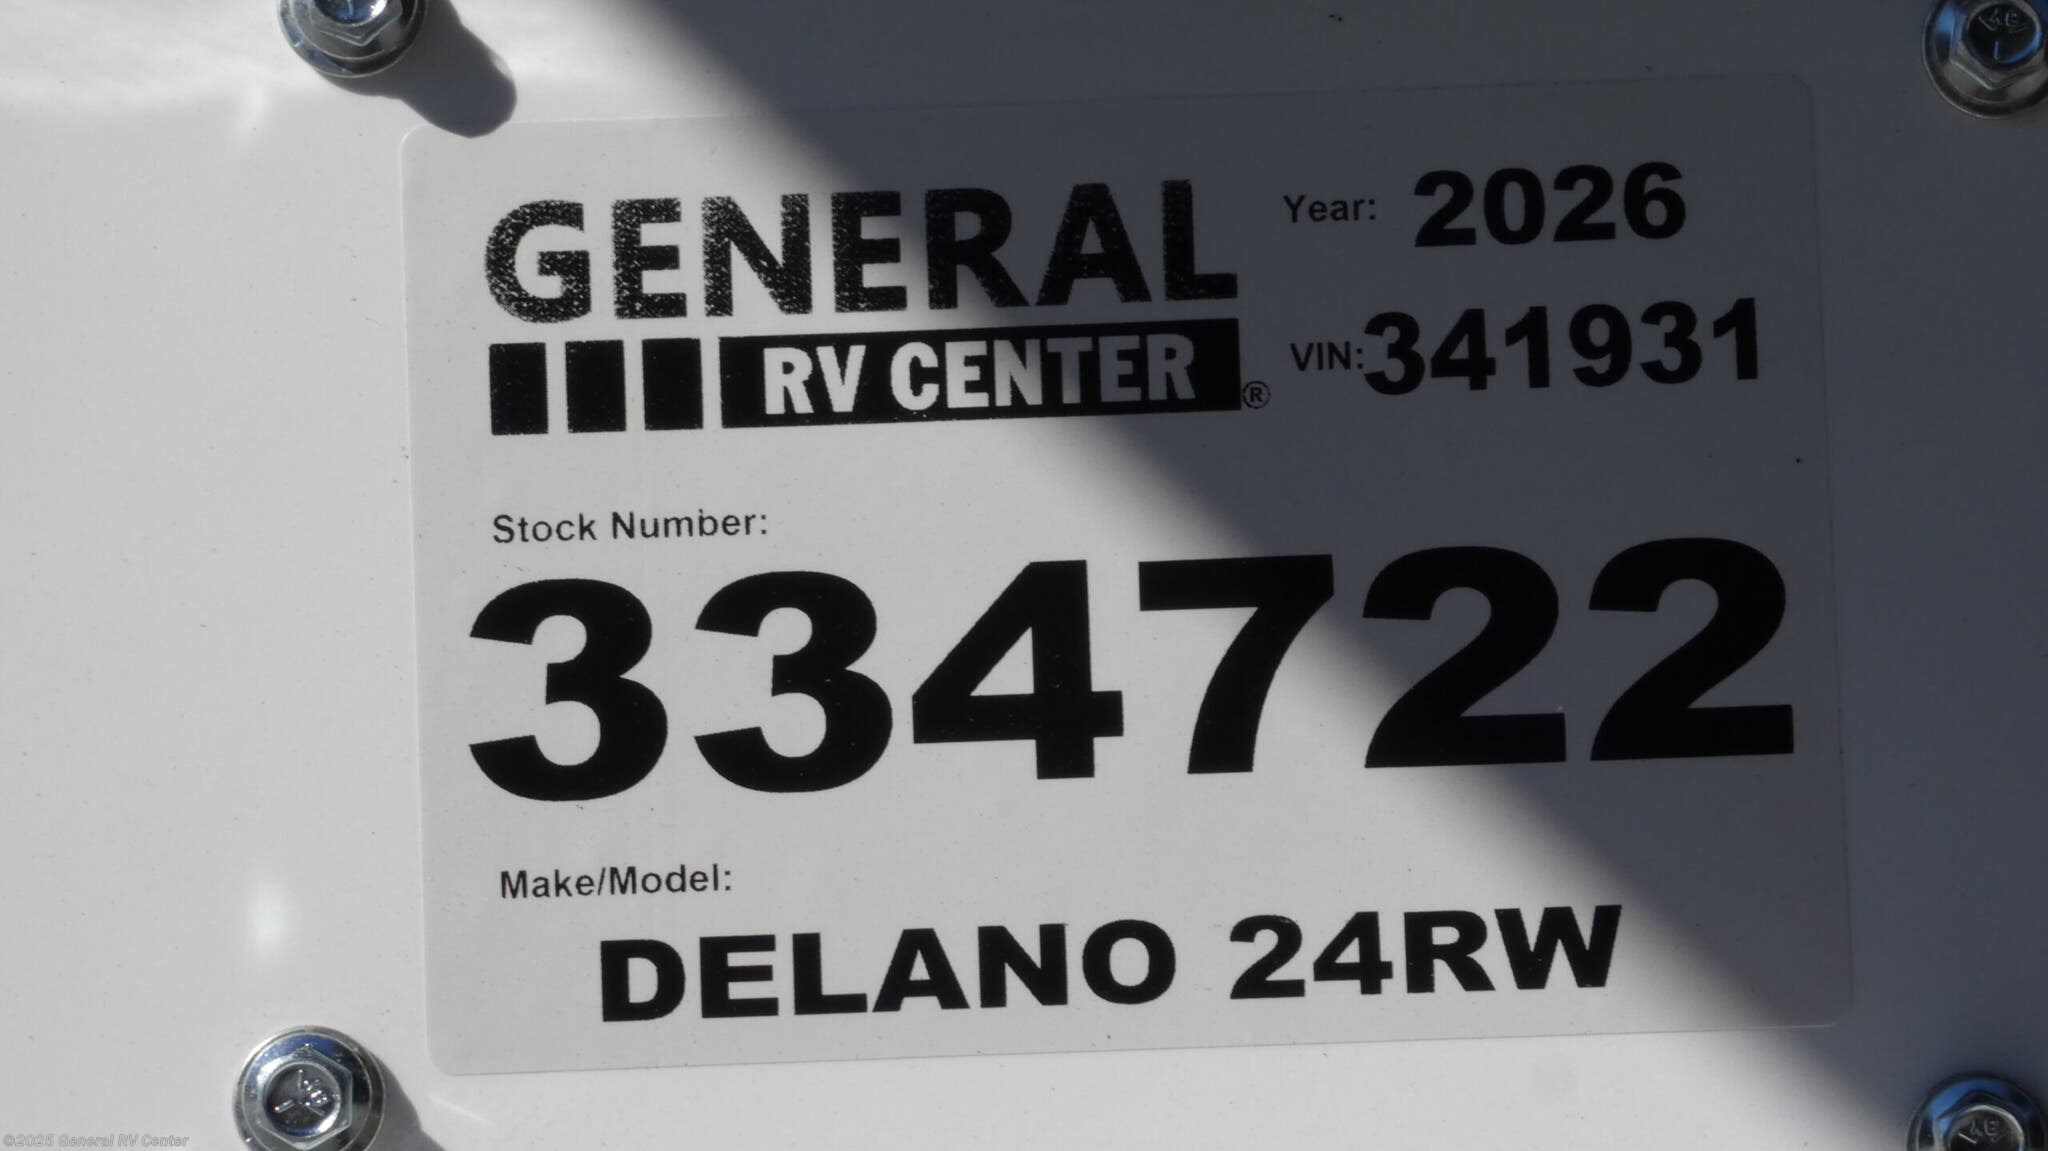 GENERAL
RV CENTER®
Year: 2026
VIN: 341931
Stock Number:
334722
Make/Model:
DELANO 24RW
©2025 General RV Center